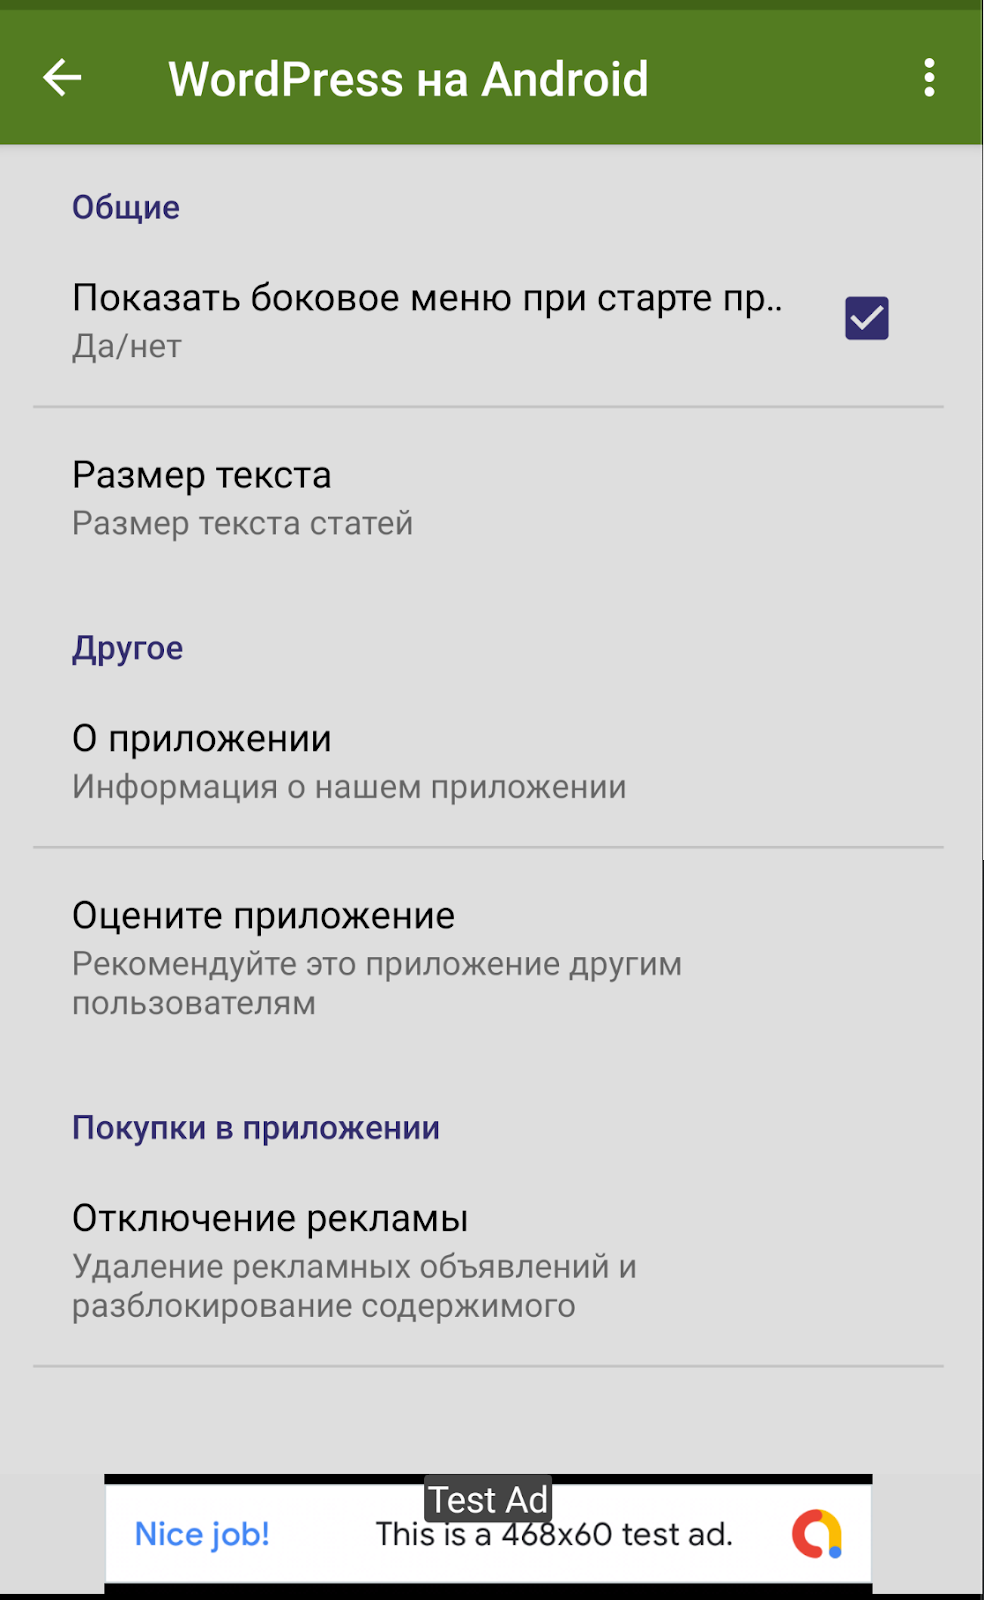 WordPress на Android
Общие
Показать боковое меню при старте пр..
Да/нет
Размер текста
Размер текста статей
Другое
О приложении
Информация о нашем приложении
Оцените приложение
Рекомендуйте это приложение другим
пользователям
Покупки в приложении
Отключение рекламы
Удаление рекламных объявлений и
разблокирование содержимого
Test Ad
Nice job! This is a 468x60 test ad.